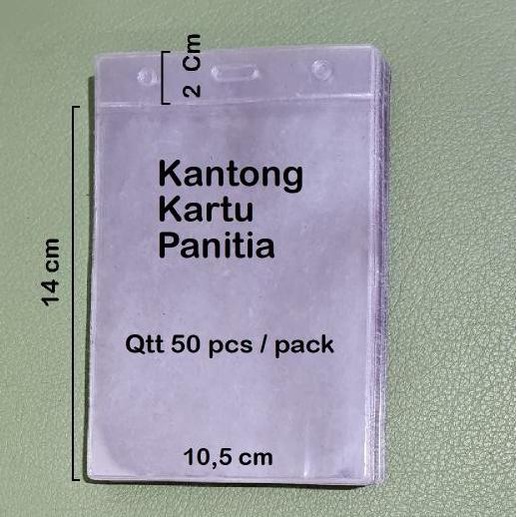 2 Cm
Kantong
Kartu
Panitia
14 cm
Qtt 50 pcs / pack
10,5 cm